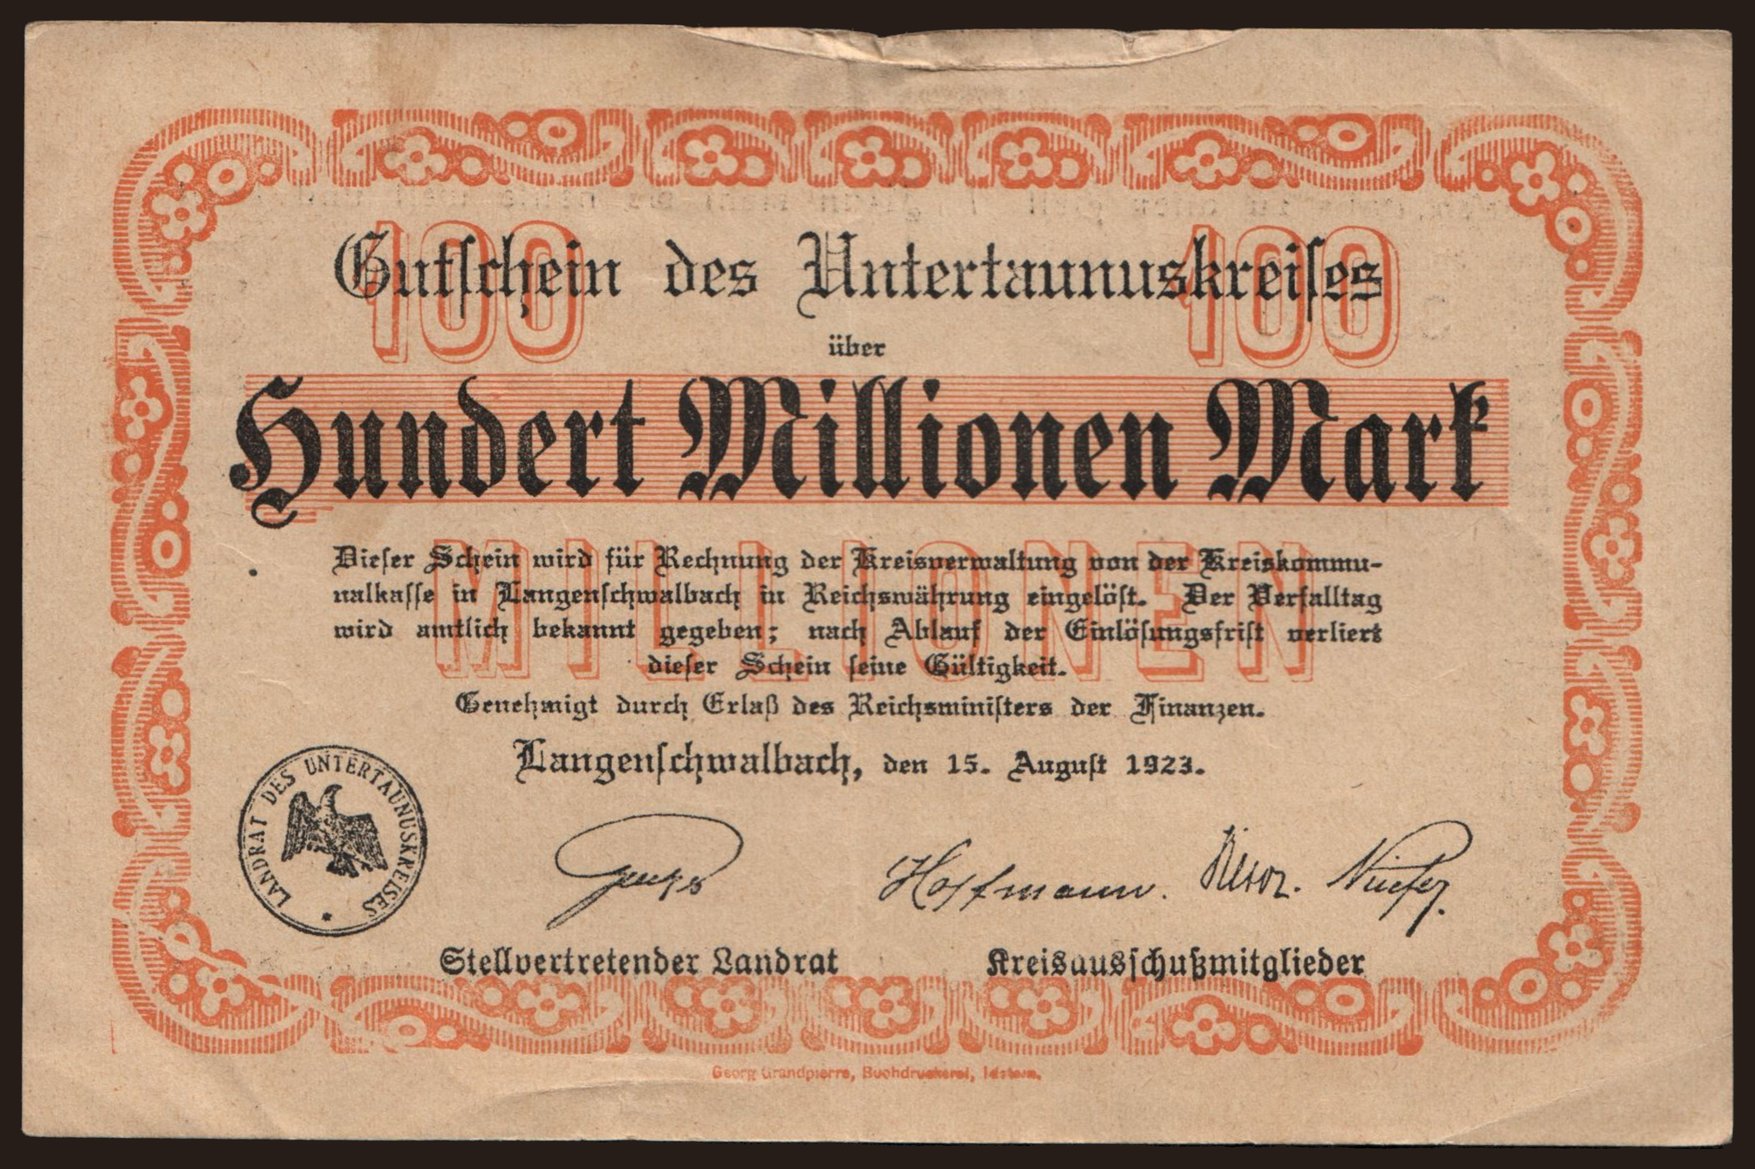 100 100
Gutschein des Untertaunuskreises
über
Hundert Millionen Mark
MILLIONEN
Dieser Schein wird für Rechnung der Kreisverwaltung von der Kreiskommu-
nalkasse in Langenschwalbach in Reichswährung eingelöst. Der Verfalltag
wird amtlich bekannt gegeben; nach Ablauf der Einlösungsfrist verliert
dieser Schein seine Gültigkeit.
Genehmigt durch Erlaß des Reichsministers der Finanzen.
Langenschwalbach, den 15. August 1923.
LANDRAT DES UNTERTAUNUSKREISES
Hoffmann.
Stellvertretender Landrat
Kreisausschußmitglieder
Georg Grandpierre, Buchdruckerei, Idstein.